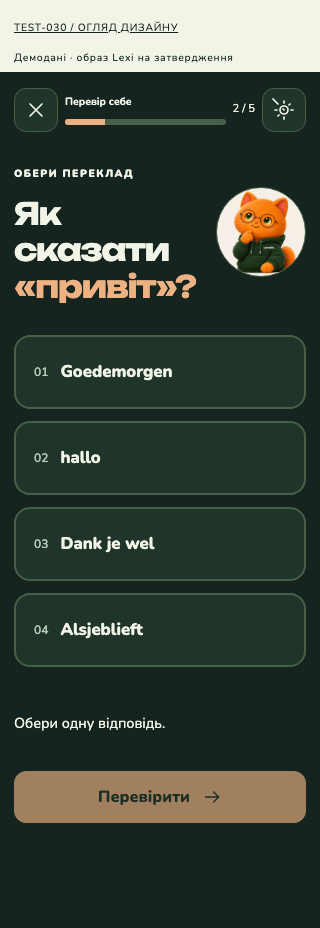 TEST-030 / ОГЛЯД ДИЗАЙНУ
Демодані · образ Lexi на затвердження
Перевір себе
2 / 5
ОБЕРИ ПЕРЕКЛАД
Як
сказати
«привіт»?
01 Goedemorgen
02 hallo
03 Dank je wel
04 Alsjeblieft
Обери одну відповідь.
Перевірити →